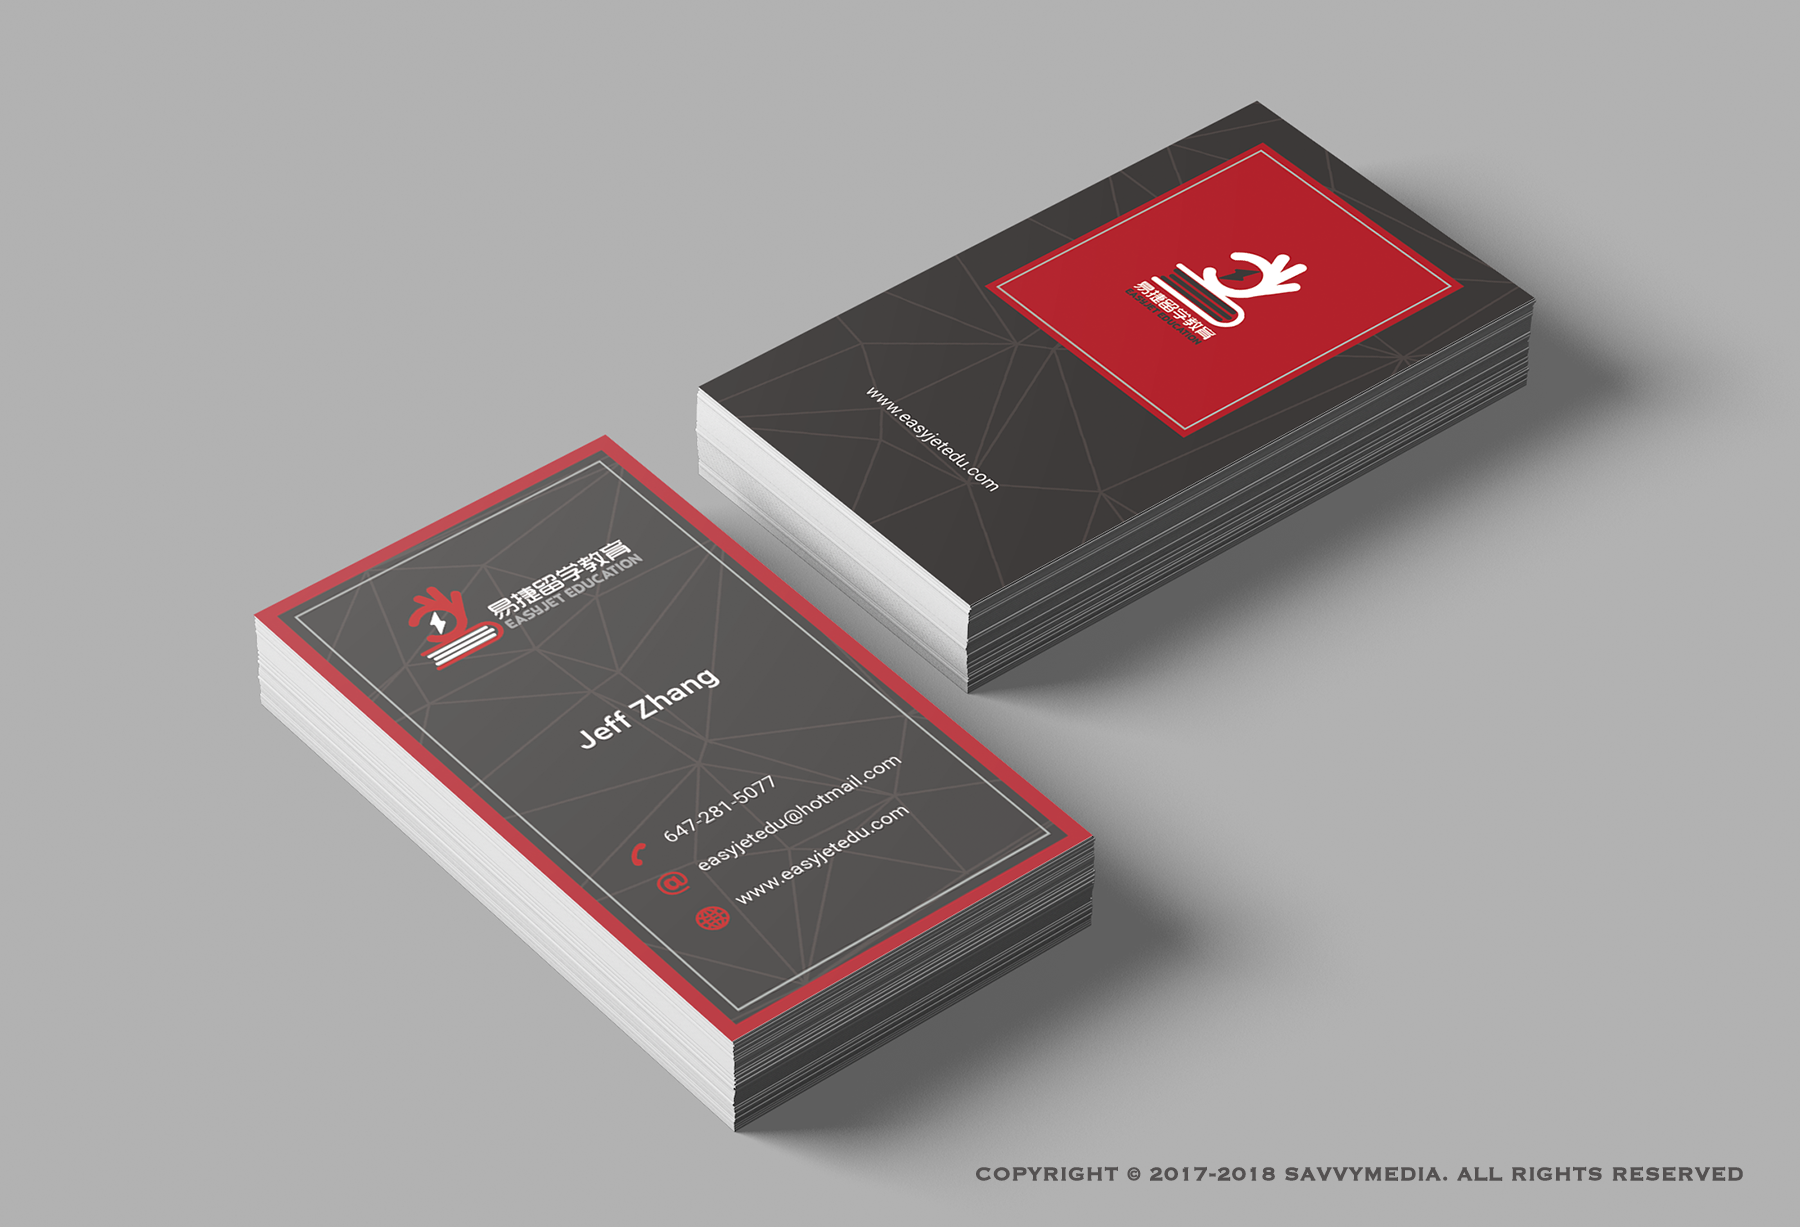 易捷留学教育
EASYJET EDUCATION
Jeff Zhang
647-281-5077
easyjetedu@hotmail.com
www.easyjetedu.com
易捷留学教育
EASYJET EDUCATION
www.easyjetedu.com
COPYRIGHT © 2017-2018 SAVVYMEDIA. ALL RIGHTS RESERVED